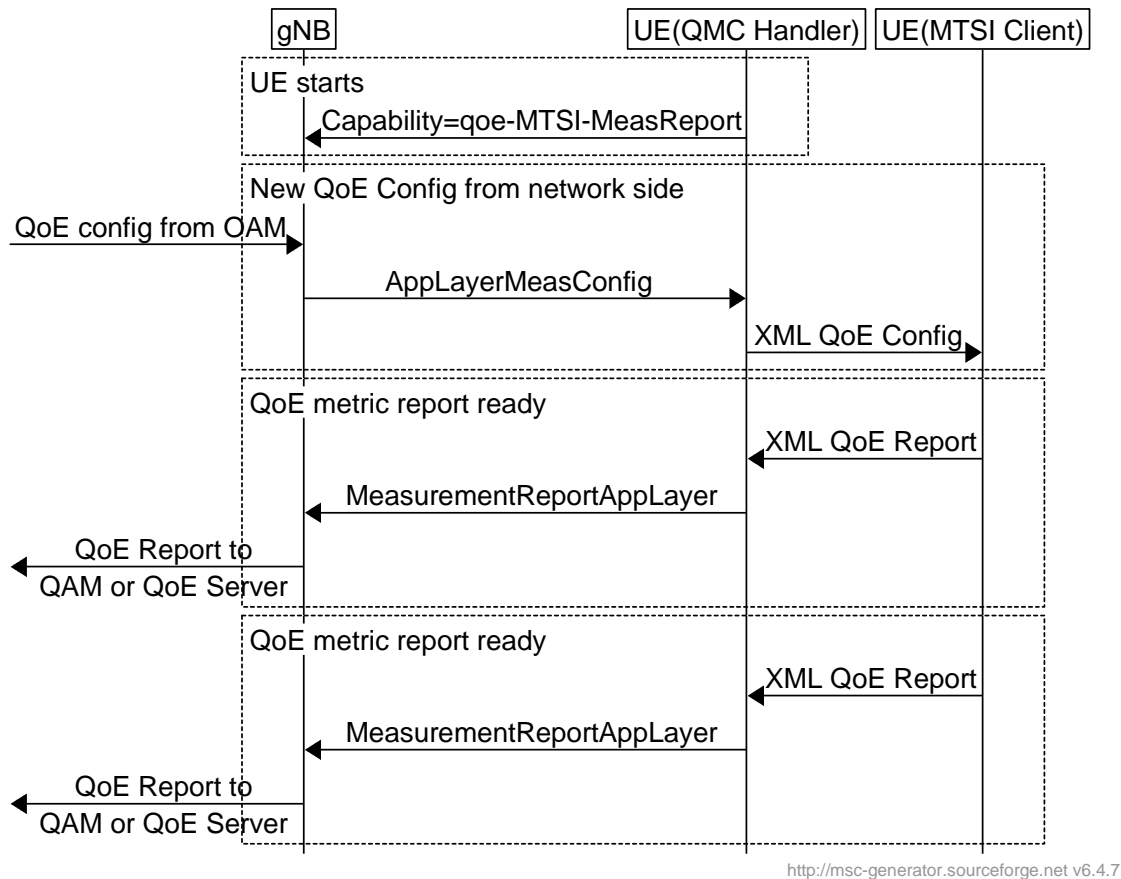 gNB
UE(QMC Handler)
UE(MTSI Client)
UE starts
Capability=qoe-MTSI-MeasReport
New QoE Config from network side
QoE config from OAM
AppLayerMeasConfig
XML QoE Config
QoE metric report ready
XML QoE Report
MeasurementReportAppLayer
QoE Report to
QAM or QoE Server
QoE metric report ready
XML QoE Report
MeasurementReportAppLayer
QoE Report to
QAM or QoE Server
http://msc-generator.sourceforge.net v6.4.7